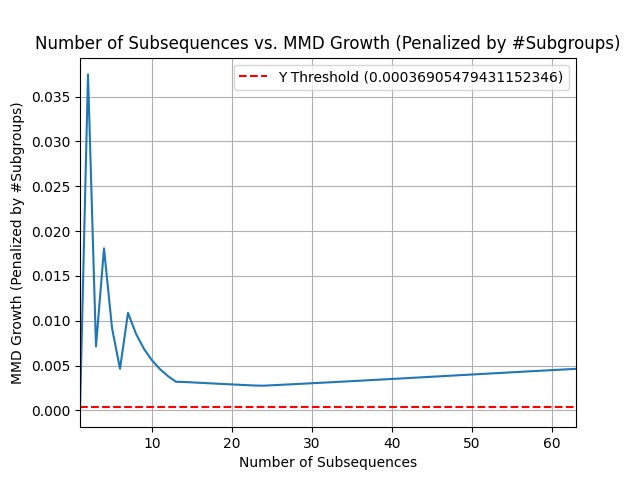 Number of Subsequences vs. MMD Growth (Penalized by #Subgroups)
Y Threshold (0.00036905479431152346)
MMD Growth (Penalized by #Subgroups)
0.035
0.030
0.025
0.020
0.015
0.010
0.005
0.000
10 20 30 40 50 60
Number of Subsequences